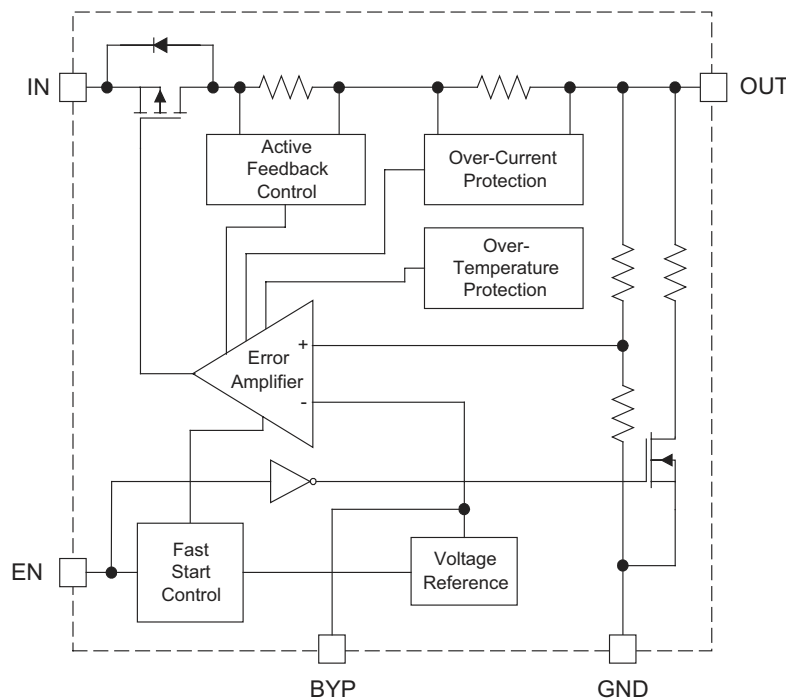 IN
OUT
Active
Feedback
Control
Over-Current
Protection
Over-
Temperature
Protection
+
Error
Amplifier
-
EN
Fast
Start
Control
Voltage
Reference
BYP
GND